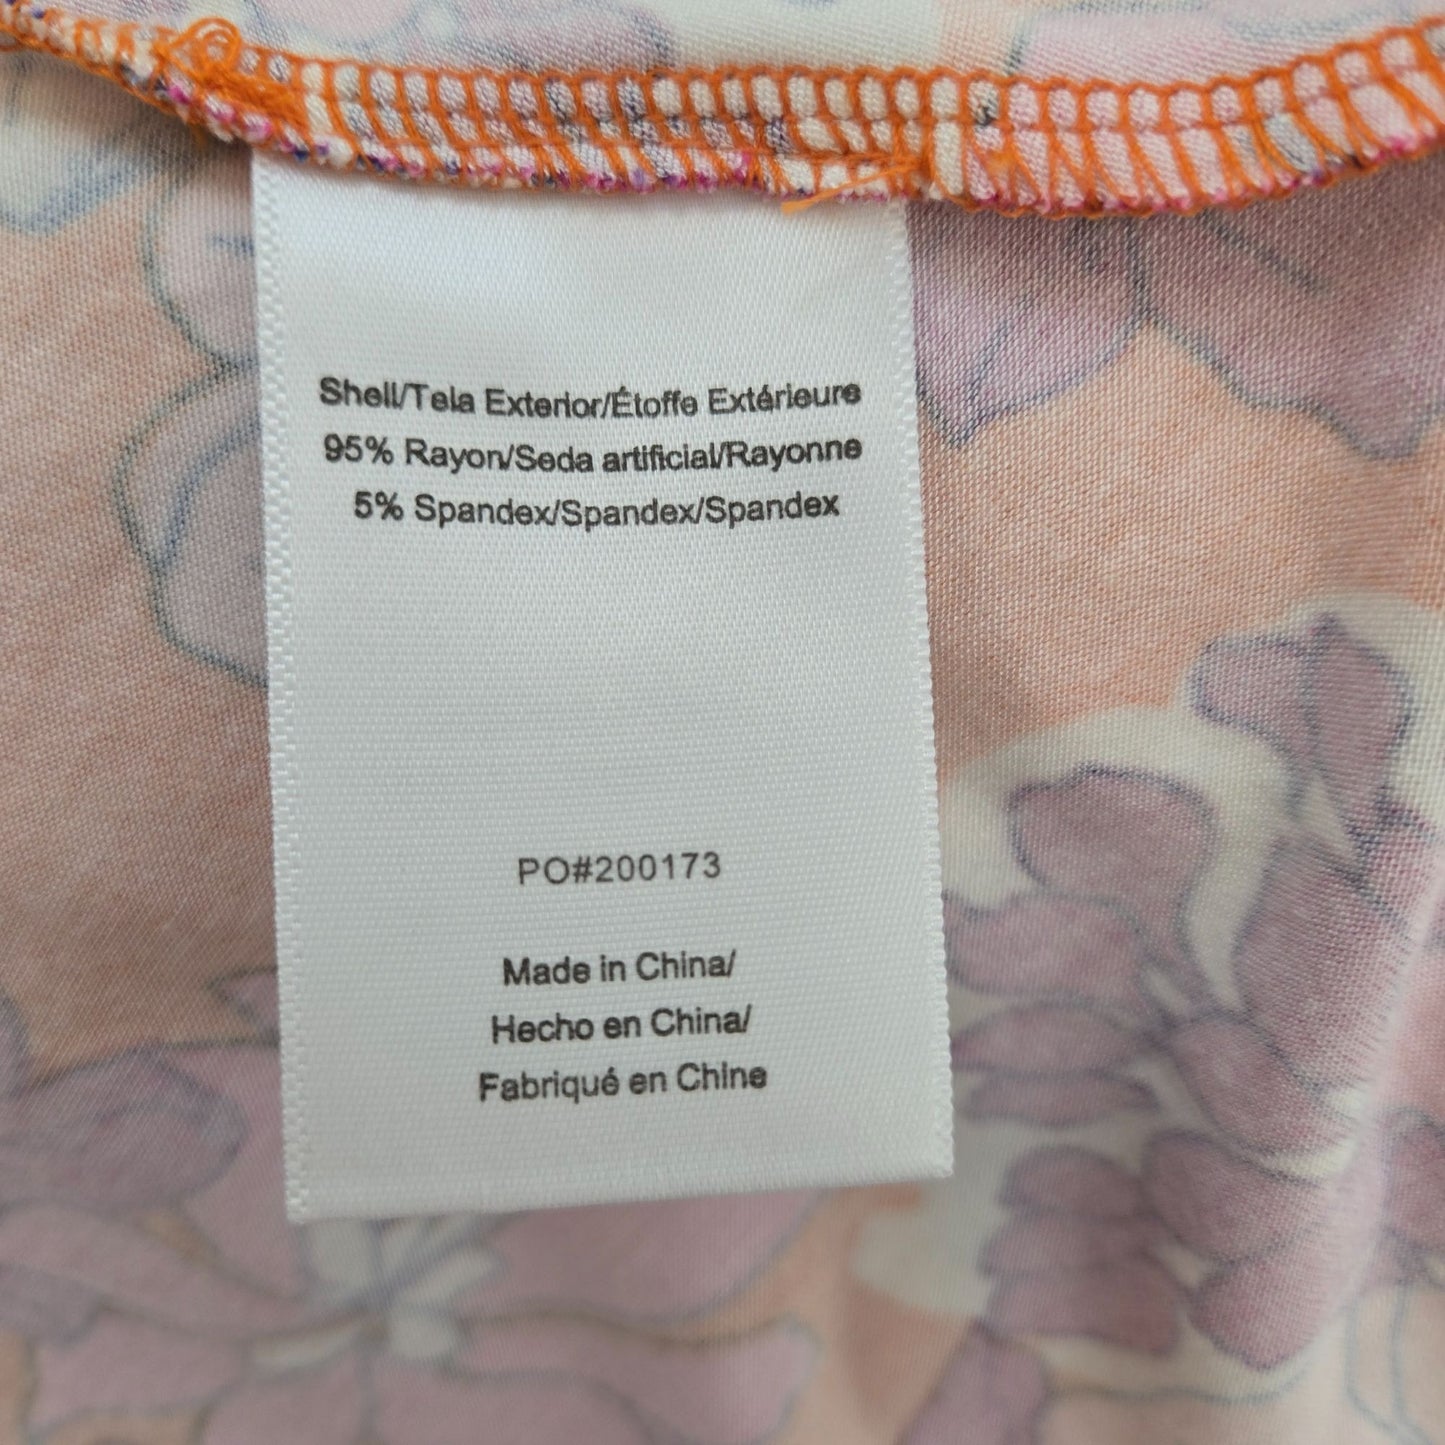 Shell/Tela Exterior/Étoffe Extérieure
95% Rayon/Seda artificial/Rayonne
5% Spandex/Spandex/Spandex
PO#200173
Made in China/
Hecho en China/
Fabriqué en Chine